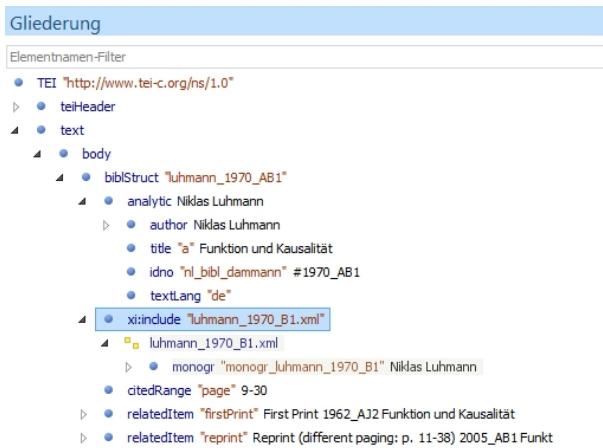 Gliederung
Elementnamen-Filter
TEI "http://www.tei-c.org/ns/1.0"
teiHeader
text
body
biblStruct "luhmann_1970_AB1"
analytic Niklas Luhmann
author Niklas Luhmann
title "a" Funktion und Kausalität
idno "nl_bibl_dammann" #1970_AB1
textLang "de"
xi:include "luhmann_1970_B1.xml"
luhmann_1970_B1.xml
monogr "monogr_luhmann_1970_B1" Niklas Luhmann
citedRange "page" 9-30
relatedItem "firstPrint" First Print 1962_AJ2 Funktion und Kausalität
relatedItem "reprint" Reprint (different paging: p. 11-38) 2005_AB1 Funkt